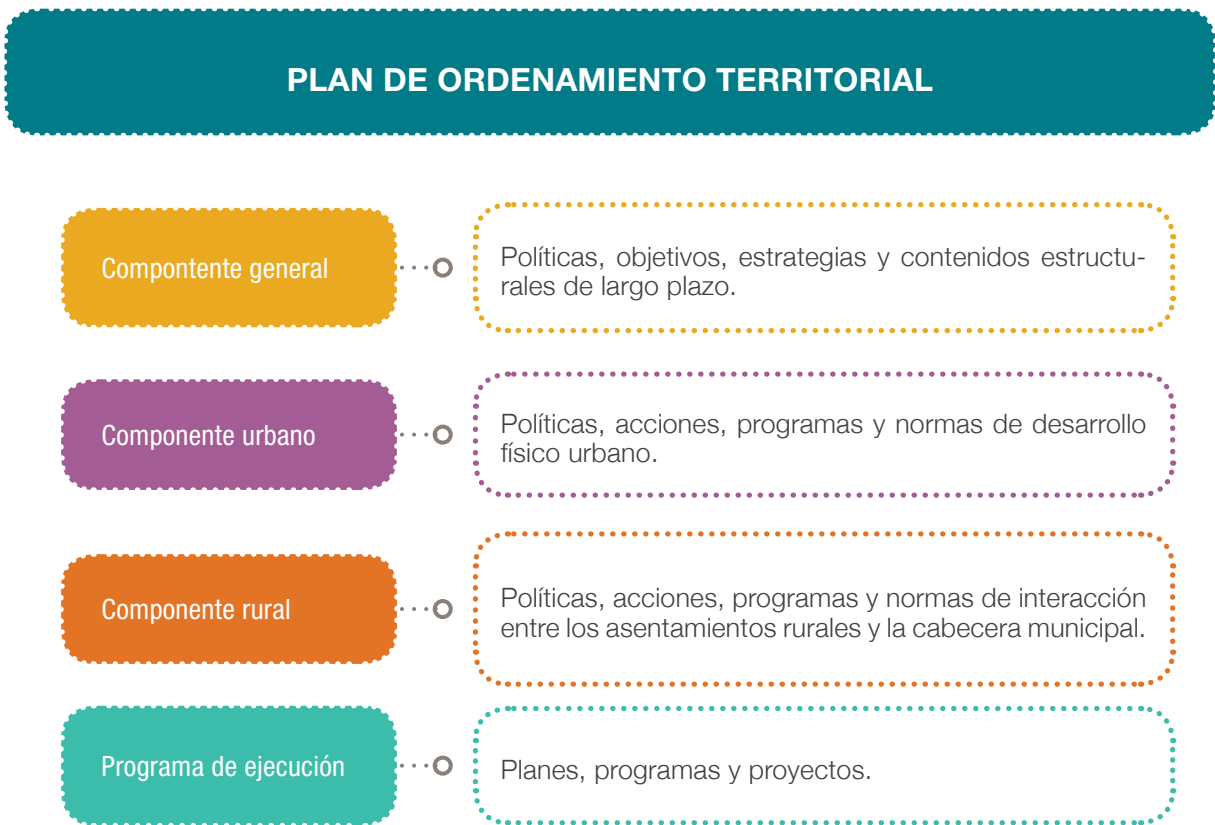 PLAN DE ORDENAMIENTO TERRITORIAL
Compontente general
Políticas, objetivos, estrategias y contenidos estructu-
rales de largo plazo.
Componente urbano
Políticas, acciones, programas y normas de desarrollo
físico urbano.
Componente rural
Políticas, acciones, programas y normas de interacción
entre los asentamientos rurales y la cabecera municipal.
Programa de ejecución
Planes, programas y proyectos.